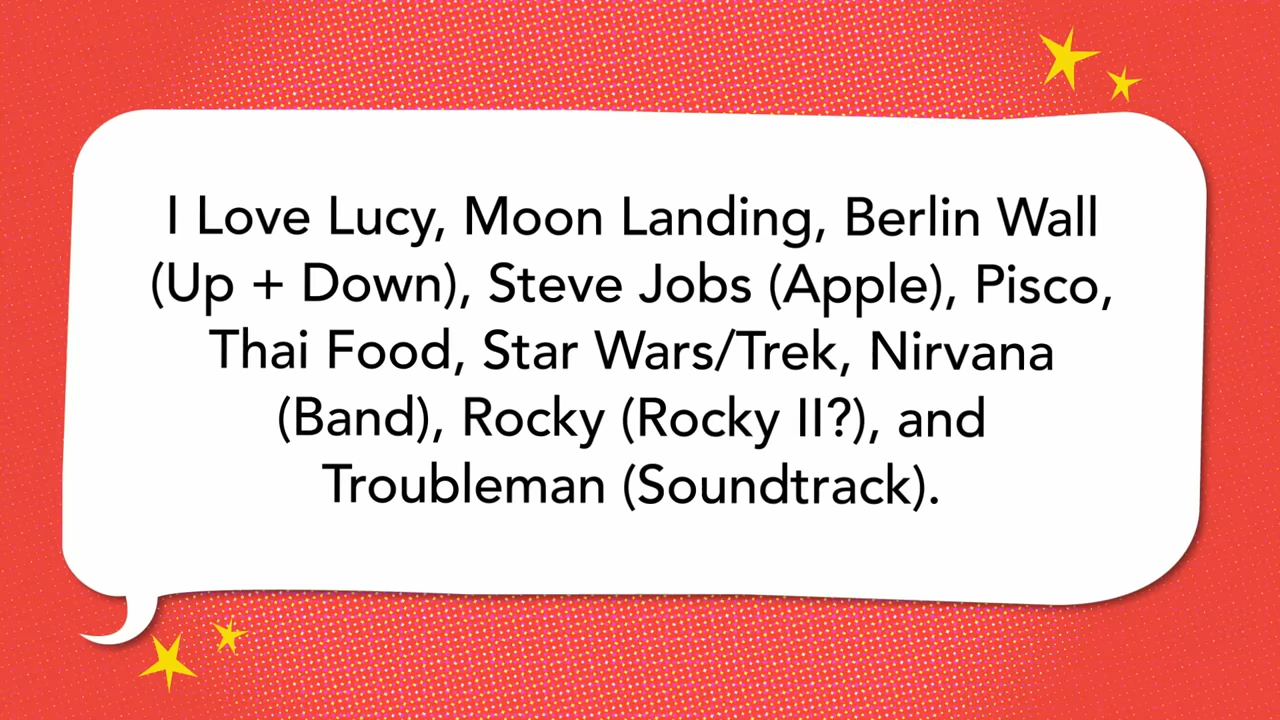 I Love Lucy, Moon Landing, Berlin Wall
(Up + Down), Steve Jobs (Apple), Pisco,
Thai Food, Star Wars/Trek, Nirvana
(Band), Rocky (Rocky II?), and
Troubleman (Soundtrack).